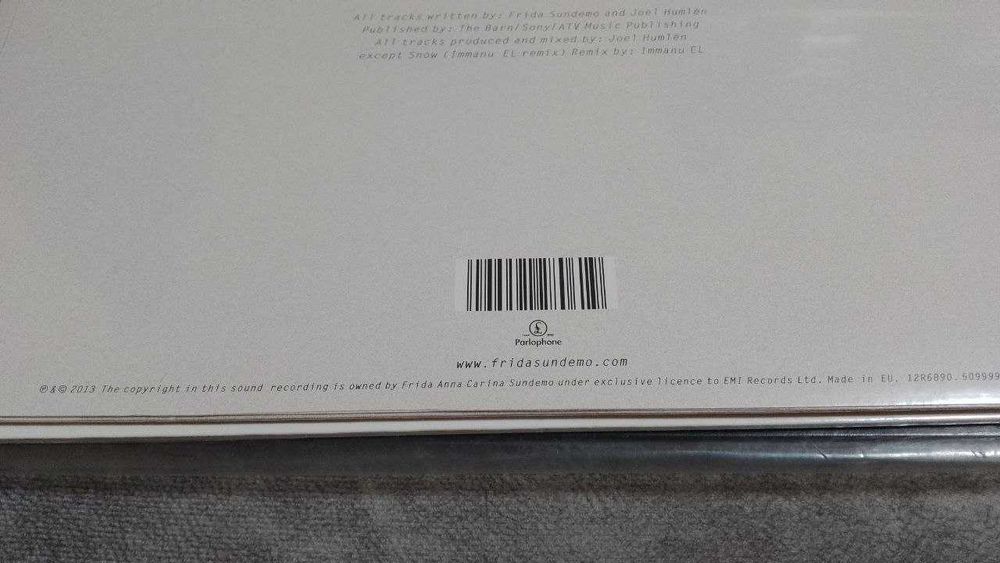 All tracks written by: Frida Sundemo and Joel Humlén
Published by: The Barn/Sony/ATV Music Publishing
All tracks produced and mixed by: Joel Humlén
except Snow (Immanu EL remix) Remix by: Immanu EL
Parlophone
www.fridasundemo.com
℗&© 2013 The copyright in this sound recording is owned by Frida Anna Carina Sundemo under exclusive licence to EMI Records Ltd. Made in EU. 12R6890.509999